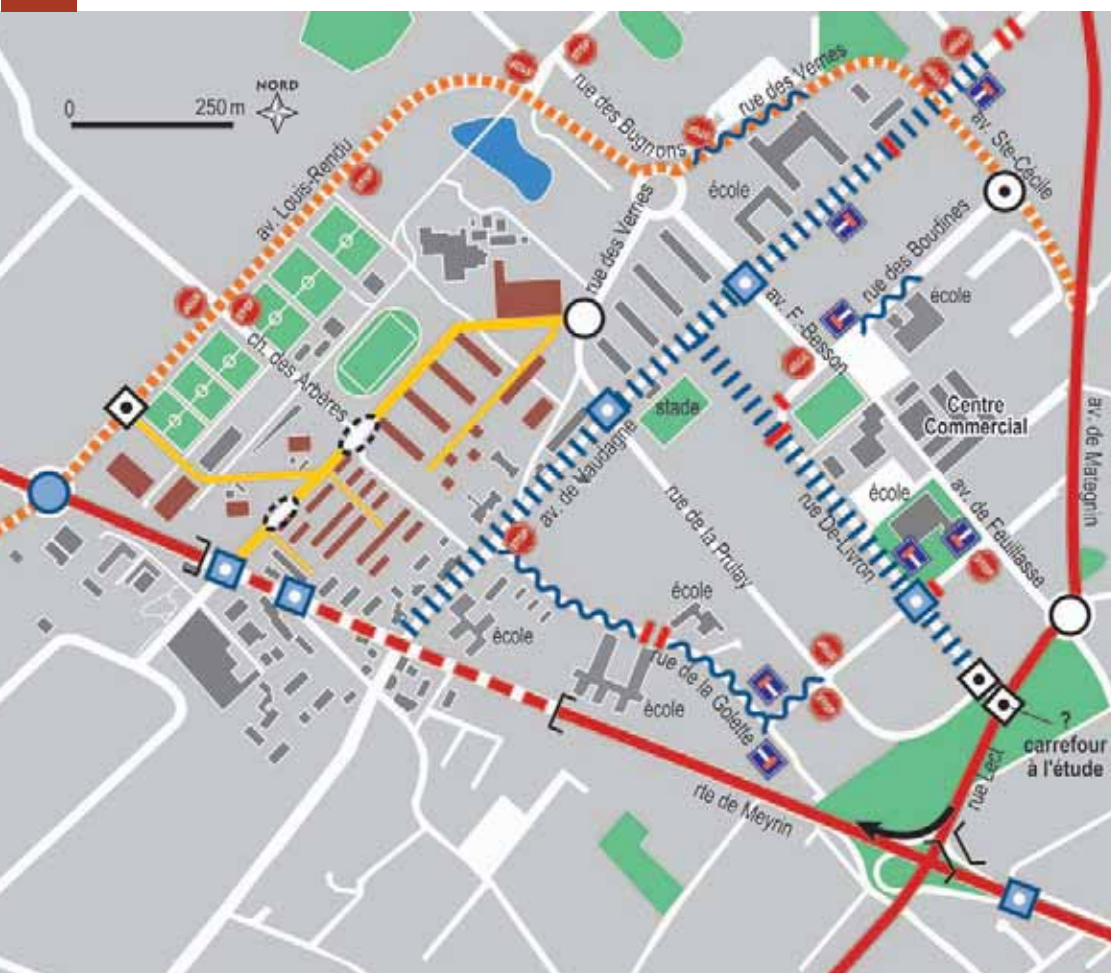 0 250 m
NORD
av. Louis-Rendu
rue des Bugnons
rue des Vernes
av. Ste-Cécile
école
rue des Vernes
rue des Boudines
école
av. F.-Besson
ch. des Arbères
stade
Centre
Commercial
av. de Mategnin
av. de Vaudagne
école
av. de Feuillasse
rue de la Prulay
rue De-Livron
école
école
rue de la Golette
école
?
carrefour
à l'étude
rue Lect
rte de Meyrin